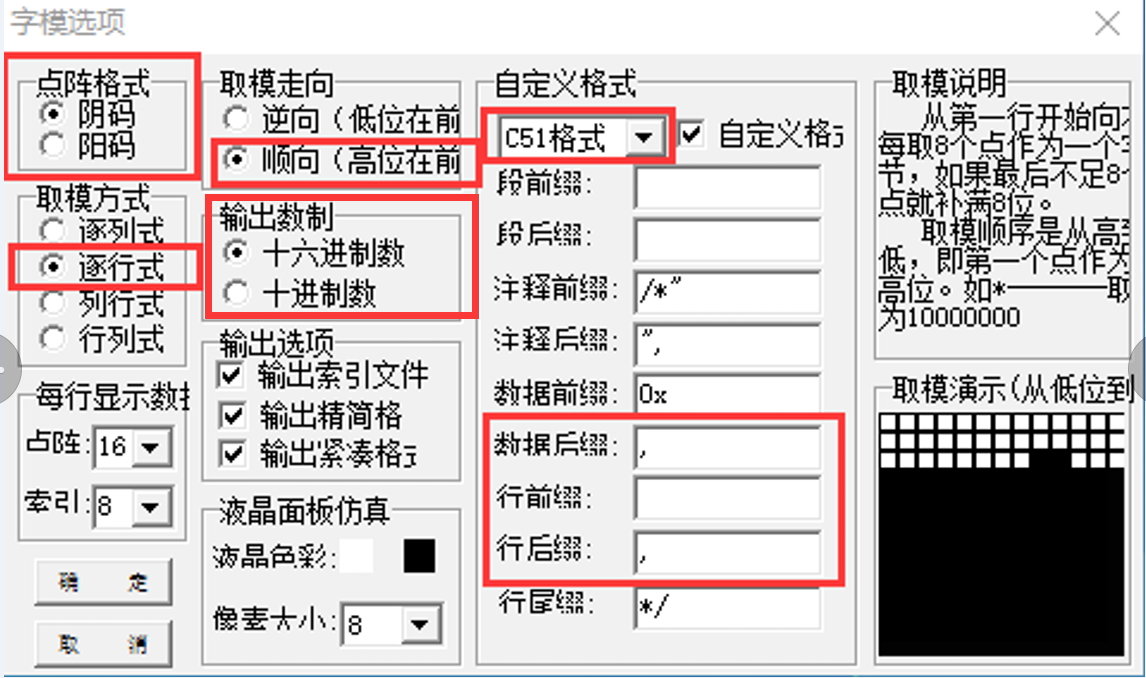 字模选项
点阵格式
阴码
阳码
取模方式
逐列式
逐行式
列行式
行列式
每行显示数
点阵: 16
索引: 8
确 定
取 消
取模走向
逆向（低位在前
顺向（高位在前
输出数制
十六进制数
十进制数
输出选项
输出索引文件
输出精简格
输出紧凑格
液晶面板仿真
液晶色彩:
像素大小: 8
自定义格式
C51格式
自定义格
段前缀:
段后缀:
注释前缀: /*"
注释后缀: ",
数据前缀: 0x
数据后缀: ,
行前缀:
行后缀: ,
行尾缀: */
取模说明
从第一行开始向
每取8个点作为一个
节，如果最后不足8
点就补满8位。
取模顺序是从高
低，即第一个点作为
高位。如*———————取
为10000000
取模演示(从低位到